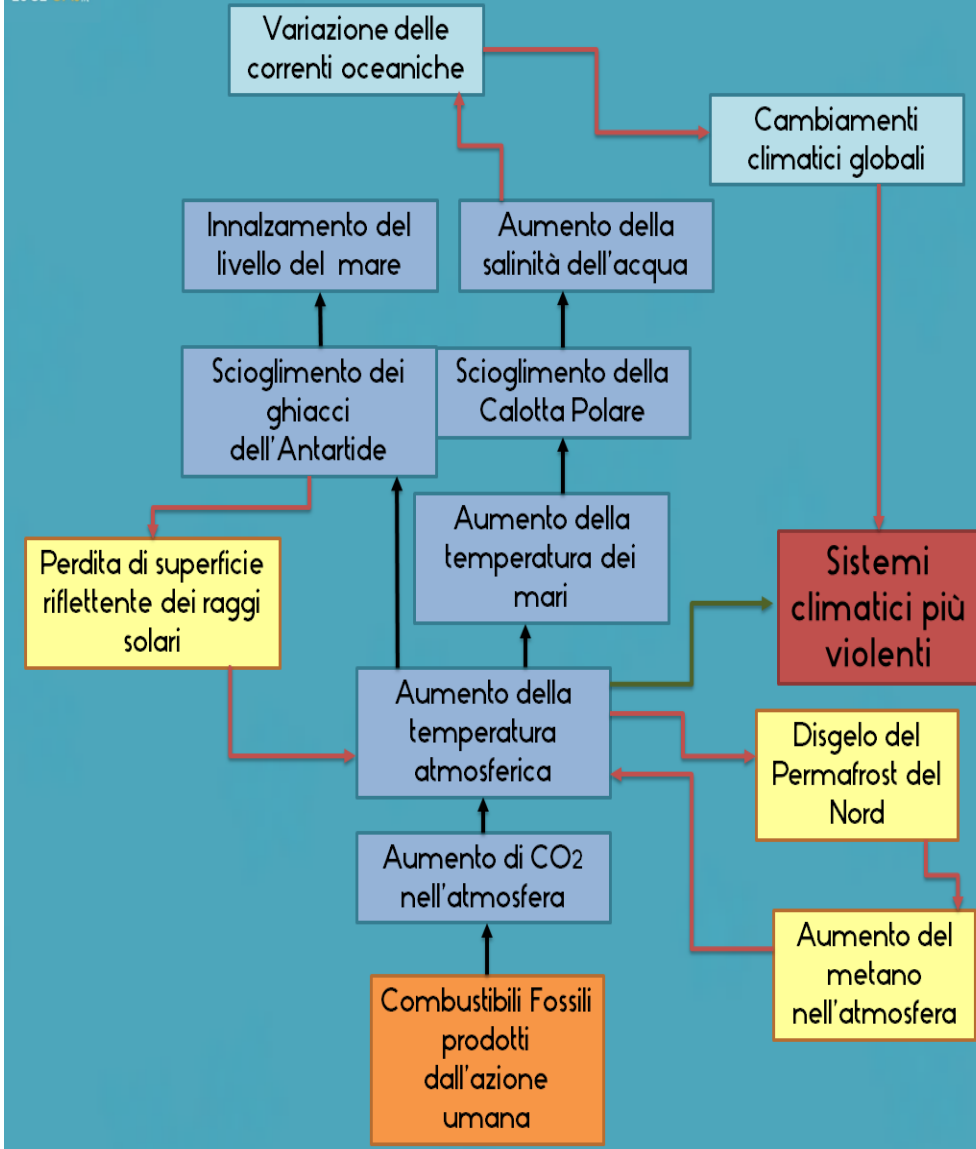 Variazione delle
correnti oceaniche
Cambiamenti
climatici globali
Innalzamento del
livello del mare
Aumento della
salinità dell'acqua
Scioglimento dei
ghiacci
dell'Antartide
Scioglimento della
Calotta Polare
Aumento della
temperatura dei
mari
Perdita di superficie
riflettente dei raggi
solari
Sistemi
climatici più
violenti
Aumento della
temperatura
atmosferica
Disgelo del
Permafrost del
Nord
Aumento di CO2
nell'atmosfera
Aumento del
metano
nell'atmosfera
Combustibili Fossili
prodotti
dall'azione
umana